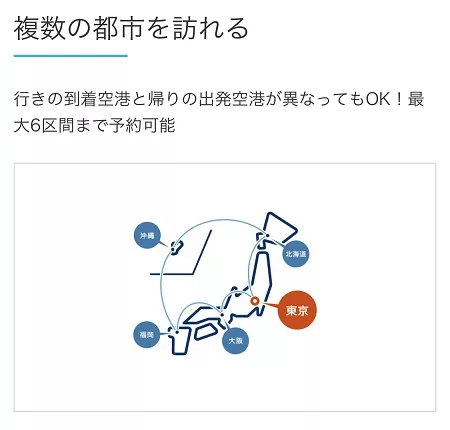 複数の都市を訪れる
行きの到着空港と帰りの出発空港が異なってもOK！最
大6区間まで予約可能
沖縄
北海道
東京
福岡
大阪